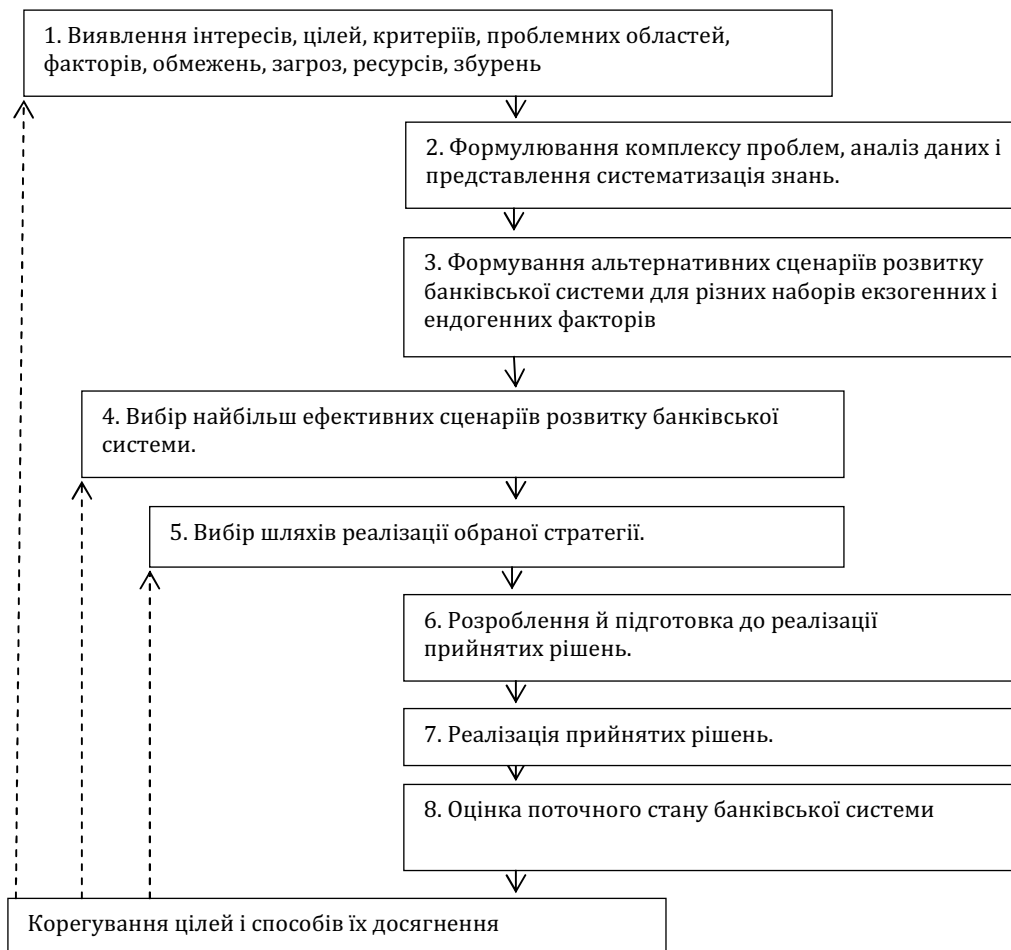 1. Виявлення інтересів, цілей, критеріїв, проблемних областей,
факторів, обмежень, загроз, ресурсів, збурень
2. Формулювання комплексу проблем, аналіз даних і
представлення систематизація знань.
3. Формування альтернативних сценаріїв розвитку
банківської системи для різних наборів екзогенних і
ендогенних факторів
4. Вибір найбільш ефективних сценаріїв розвитку банківської
системи.
5. Вибір шляхів реалізації обраної стратегії.
6. Розроблення й підготовка до реалізації
прийнятих рішень.
7. Реалізація прийнятих рішень.
8. Оцінка поточного стану банківської системи
Корегування цілей і способів їх досягнення